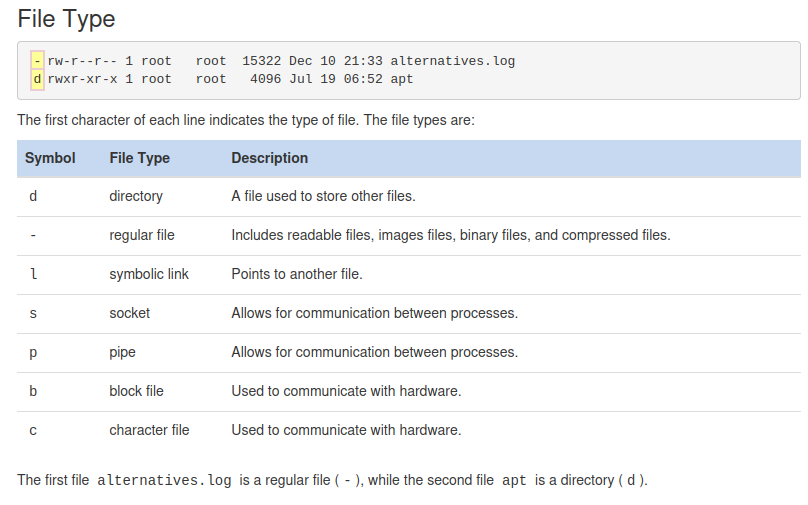 File Type
-rw-r--r-- 1 root   root  15322 Dec 10 21:33 alternatives.log
drwxr-xr-x 1 root   root   4096 Jul 19 06:52 apt
The first character of each line indicates the type of file. The file types are:
Symbol File Type Description
d directory A file used to store other files.
- regular file Includes readable files, images files, binary files, and compressed files.
l symbolic link Points to another file.
s socket Allows for communication between processes.
p pipe Allows for communication between processes.
b block file Used to communicate with hardware.
c character file Used to communicate with hardware.
The first file alternatives.log is a regular file ( - ), while the second file apt is a directory ( d ).